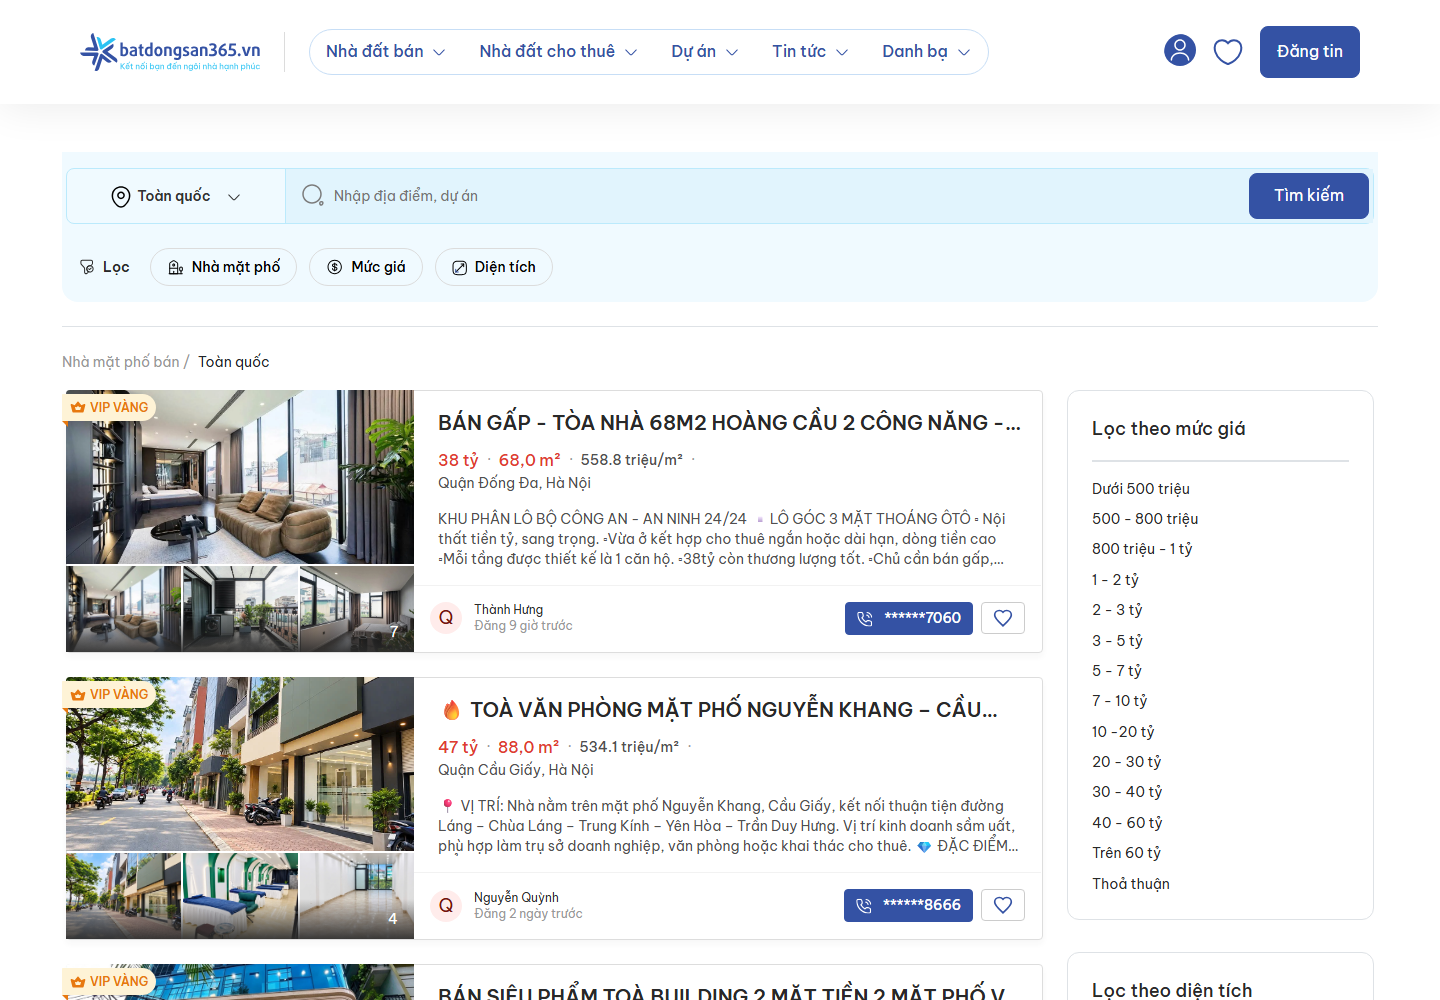 batdongsan365.vn
Kết nối bạn đến ngôi nhà hạnh phúc
Nhà đất bán
Nhà đất cho thuê
Dự án
Tin tức
Danh bạ
Đăng tin
Toàn quốc
Nhập địa điểm, dự án
Tìm kiếm
Lọc
Nhà mặt phố
Mức giá
Diện tích
Nhà mặt phố bán / Toàn quốc
VIP VÀNG
BÁN GẤP - TÒA NHÀ 68M2 HOÀNG CẦU 2 CÔNG NĂNG -...
38 tỷ · 68,0 m² · 558.8 triệu/m² ·
Quận Đống Đa, Hà Nội
KHU PHÂN LÔ BỘ CÔNG AN - AN NINH 24/24 ▫️ LÔ GÓC 3 MẶT THOÁNG ÔTÔ ▫ Nội
thất tiền tỷ, sang trọng. ▫Vừa ở kết hợp cho thuê ngắn hoặc dài hạn, dòng tiền cao
▫Mỗi tầng được thiết kế là 1 căn hộ. ▫38tỷ còn thương lượng tốt. ▫Chủ cần bán gấp,...
7
Q
Thành Hưng
Đăng 9 giờ trước
******7060
VIP VÀNG
🔥 TOÀ VĂN PHÒNG MẶT PHỐ NGUYỄN KHANG – CẦU...
47 tỷ · 88,0 m² · 534.1 triệu/m² ·
Quận Cầu Giấy, Hà Nội
📍 VỊ TRÍ: Nhà nằm trên mặt phố Nguyễn Khang, Cầu Giấy, kết nối thuận tiện đường
Láng – Chùa Láng – Trung Kính – Yên Hòa – Trần Duy Hưng. Vị trí kinh doanh sầm uất,
phù hợp làm trụ sở doanh nghiệp, văn phòng hoặc khai thác cho thuê. 💎 ĐẶC ĐIỂM...
4
Q
Nguyễn Quỳnh
Đăng 2 ngày trước
******8666
VIP VÀNG
BÁN SIÊU PHẨM TOÀ BUILDING 2 MẶT TIỀN 2 MẶT PHỐ V...
Lọc theo mức giá
Dưới 500 triệu
500 - 800 triệu
800 triệu - 1 tỷ
1 - 2 tỷ
2 - 3 tỷ
3 - 5 tỷ
5 - 7 tỷ
7 - 10 tỷ
10 -20 tỷ
20 - 30 tỷ
30 - 40 tỷ
40 - 60 tỷ
Trên 60 tỷ
Thoả thuận
Lọc theo diện tích